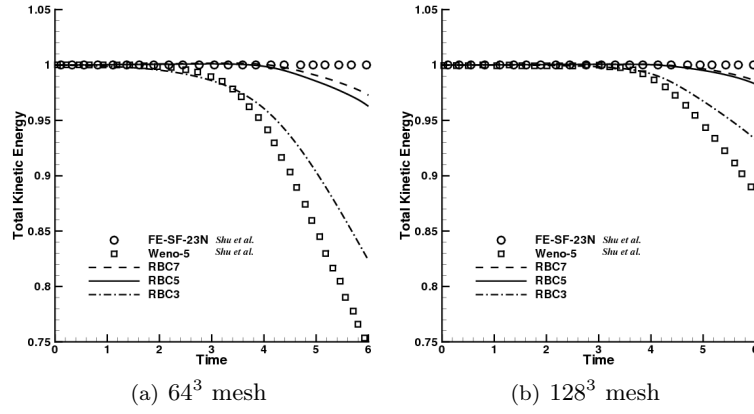 1.05
1
0.95
0.9
0.85
0.8
0.75
Total Kinetic Energy
FE-SF-23N Shu et al.
Weno-5 Shu et al.
RBC7
RBC5
RBC3
0 1 2 3 4 5 6
Time
(a) 64³ mesh
1.05
1
0.95
0.9
0.85
0.8
0.75
Total Kinetic Energy
FE-SF-23N Shu et al.
Weno-5 Shu et al.
RBC7
RBC5
RBC3
0 1 2 3 4 5 6
Time
(b) 128³ mesh